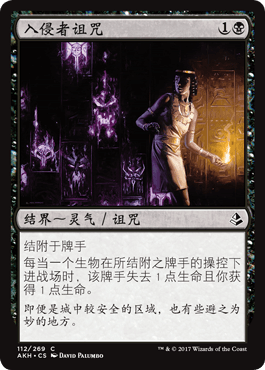 入侵者诅咒 1
结界～灵气／诅咒
结附于牌手
每当一个生物在所结附之牌手的操控下
进战场时，该牌手失去 1 点生命且你获
得 1 点生命。
即便是城中较安全的区域，也有些避之为
妙的地方。
112/269 C
AKH • CS DAVID PALUMBO
™ & © 2017 Wizards of the Coast